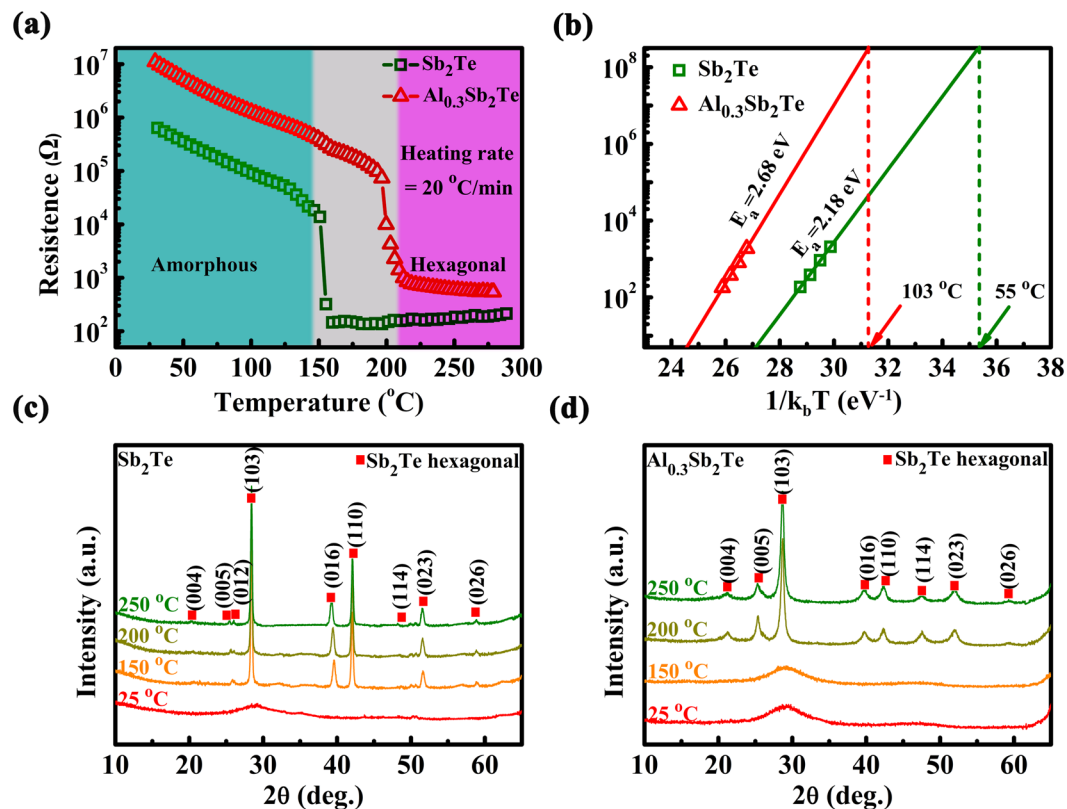 (a)
Resistence (Ω)
10⁷
10⁶
10⁵
10⁴
10³
10²
Sb₂Te
Al₀.₃Sb₂Te
Heating rate
= 20 °C/min
Amorphous
Hexagonal
0 50 100 150 200 250 300
Temperature (°C)
(b)
10⁸
10⁶
10⁴
10²
Sb₂Te
Al₀.₃Sb₂Te
Eₐ=2.68 eV
Eₐ=2.18 eV
103 °C
55 °C
24 26 28 30 32 34 36 38
1/k_bT (eV⁻¹)
(c)
Intensity (a.u.)
Sb₂Te
Sb₂Te hexagonal
(004)
(005)
(012)
(103)
(016)
(110)
(114)
(023)
(026)
250 °C
200 °C
150 °C
25 °C
10 20 30 40 50 60
2θ (deg.)
(d)
Intensity (a.u.)
Al₀.₃Sb₂Te
Sb₂Te hexagonal
(004)
(005)
(103)
(016)
(110)
(114)
(023)
(026)
250 °C
200 °C
150 °C
25 °C
10 20 30 40 50 60
2θ (deg.)